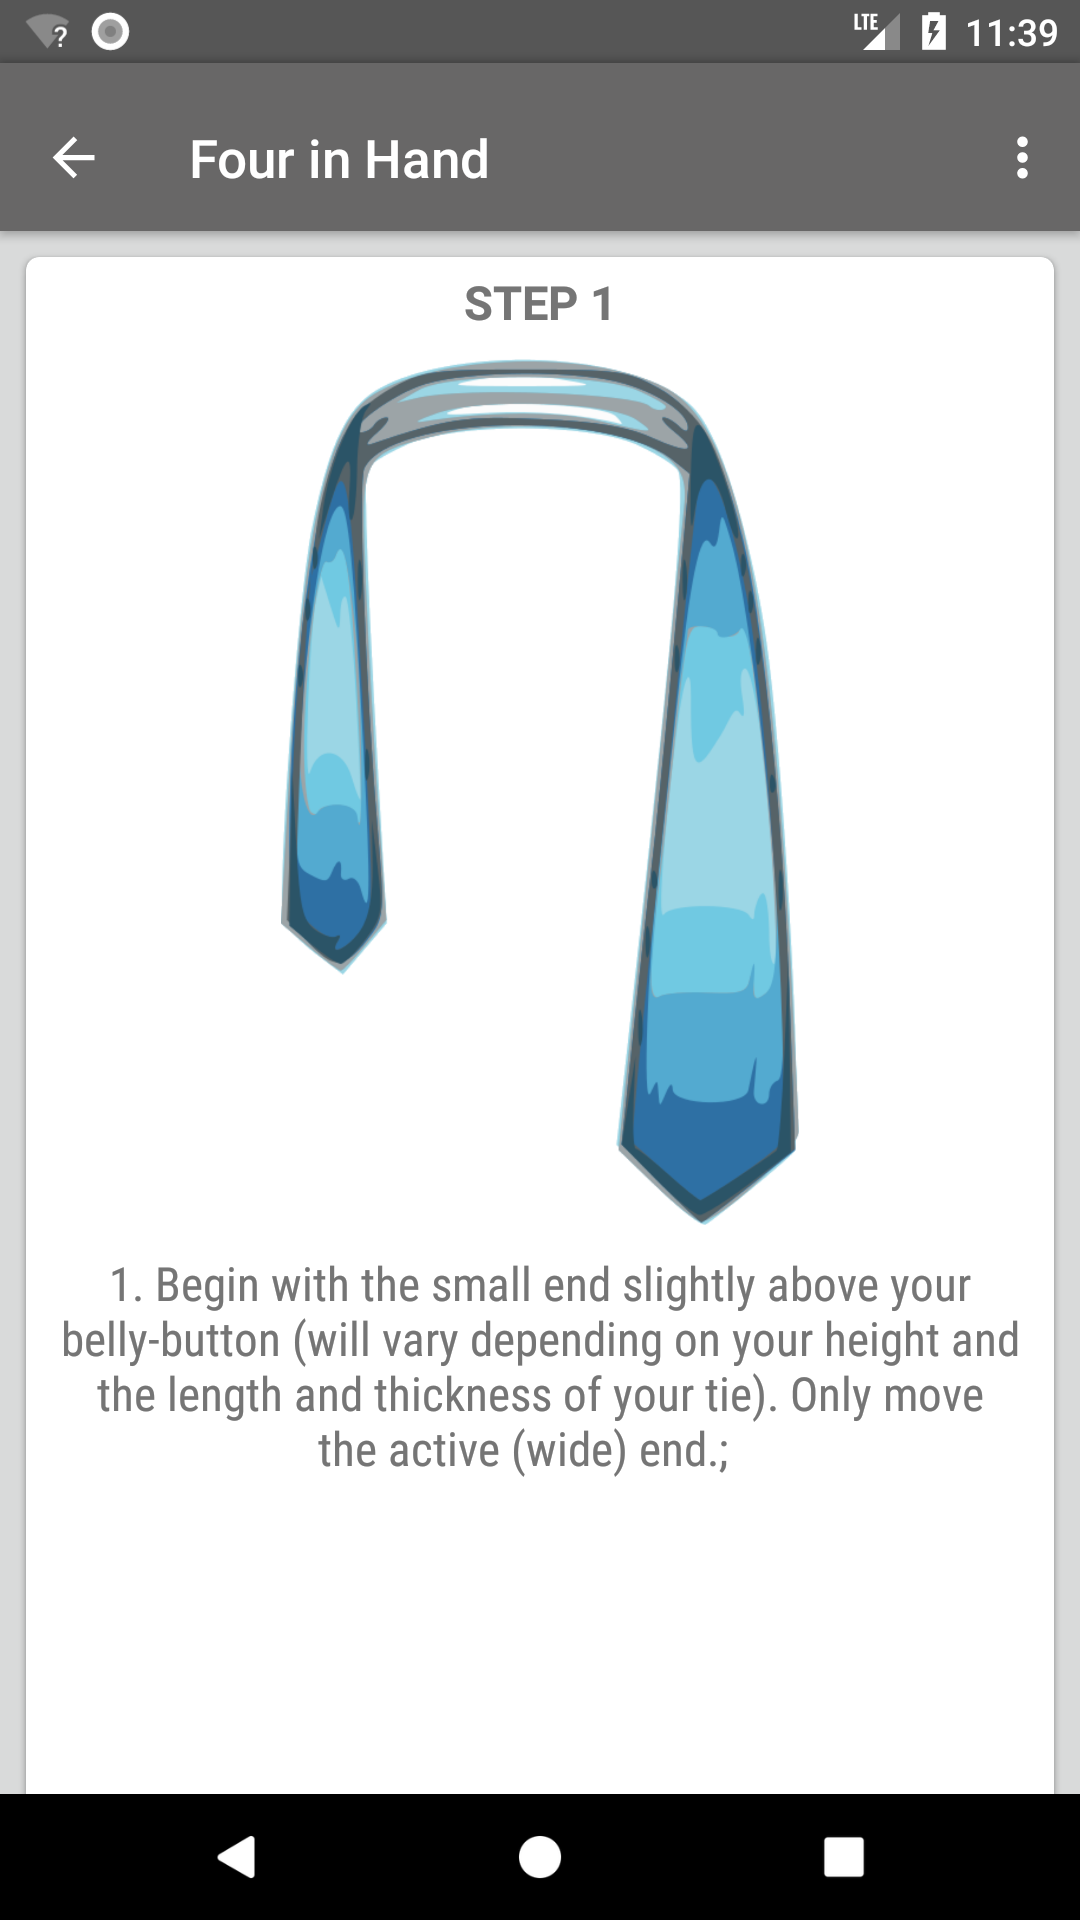 LTE 11:39
Four in Hand
STEP 1
1. Begin with the small end slightly above your
belly-button (will vary depending on your height and
the length and thickness of your tie). Only move
the active (wide) end.;